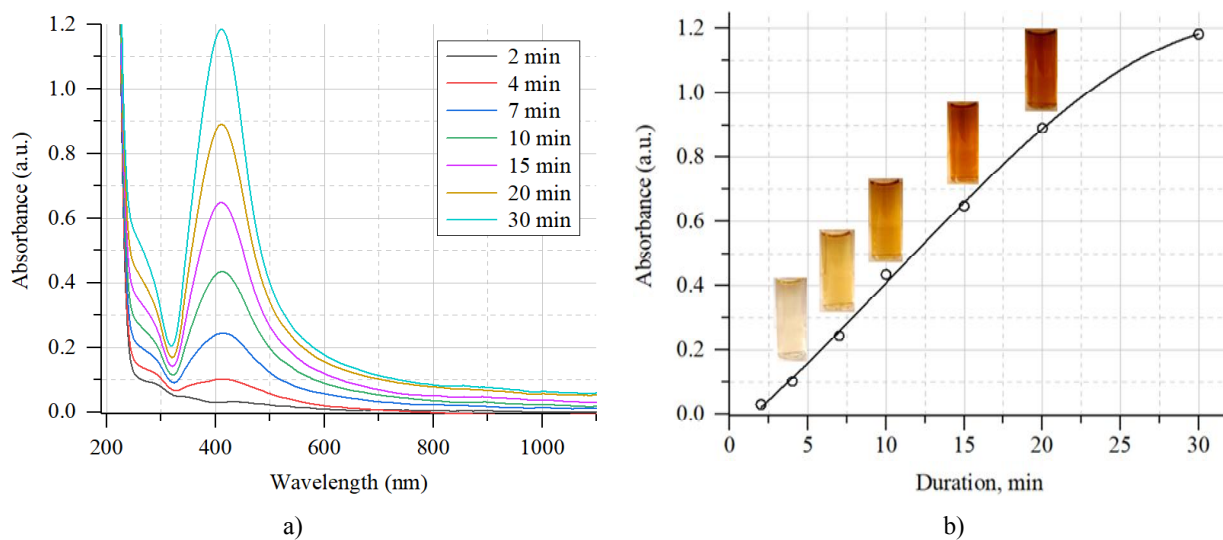 1.2
1.0
0.8
0.6
0.4
0.2
0.0
Absorbance (a.u.)
200 400 600 800 1000
Wavelength (nm)
2 min
4 min
7 min
10 min
15 min
20 min
30 min
a)
1.2
1.0
0.8
0.6
0.4
0.2
0.0
Absorbance (a.u.)
0 5 10 15 20 25 30
Duration, min
b)